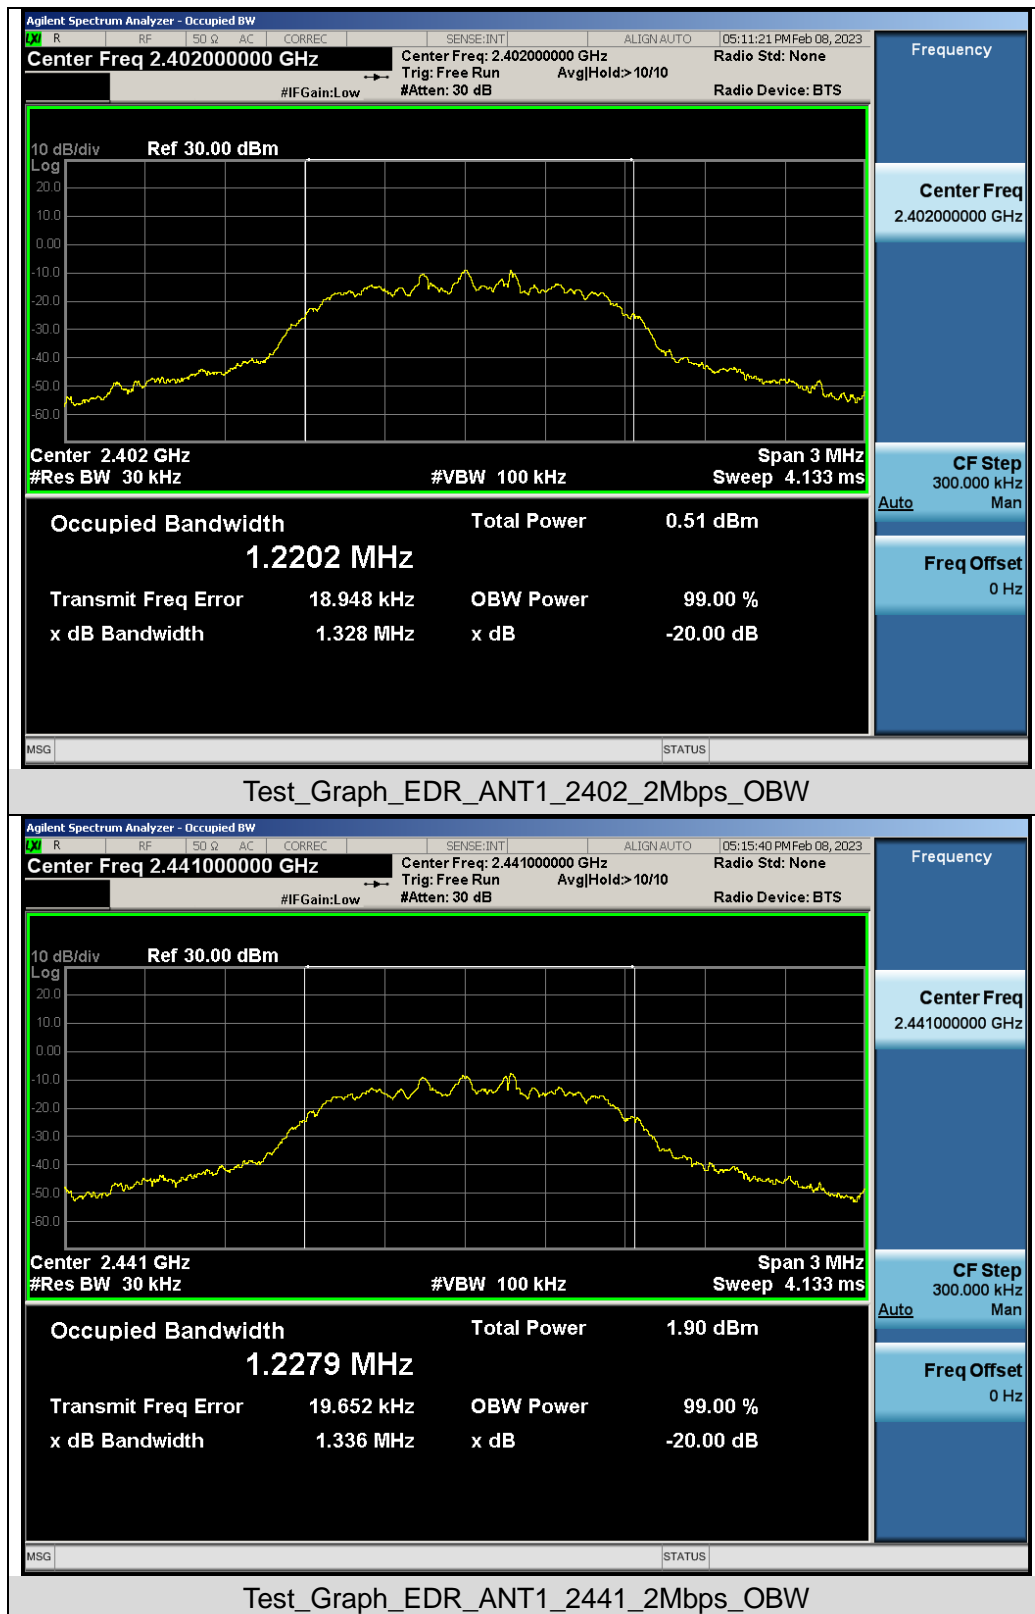 Agilent Spectrum Analyzer - Occupied BW
LXI R RF 50 Ω AC CORREC SENSE:INT ALIGN AUTO 05:11:21 PM Feb 08, 2023
Center Freq 2.402000000 GHz Center Freq: 2.402000000 GHz Radio Std: None
Trig: Free Run Avg|Hold:>10/10
#IFGain:Low #Atten: 30 dB Radio Device: BTS
Frequency
10 dB/div Ref 30.00 dBm
Log
20.0
10.0
0.00
-10.0
-20.0
-30.0
-40.0
-50.0
-60.0
Center 2.402 GHz Span 3 MHz
#Res BW 30 kHz #VBW 100 kHz Sweep 4.133 ms
Center Freq
2.402000000 GHz
CF Step
300.000 kHz
Auto Man
Freq Offset
0 Hz
Occupied Bandwidth Total Power 0.51 dBm
1.2202 MHz
Transmit Freq Error 18.948 kHz OBW Power 99.00 %
x dB Bandwidth 1.328 MHz x dB -20.00 dB
MSG STATUS
Test_Graph_EDR_ANT1_2402_2Mbps_OBW
Agilent Spectrum Analyzer - Occupied BW
LXI R RF 50 Ω AC CORREC SENSE:INT ALIGN AUTO 05:15:40 PM Feb 08, 2023
Center Freq 2.441000000 GHz Center Freq: 2.441000000 GHz Radio Std: None
Trig: Free Run Avg|Hold:>10/10
#IFGain:Low #Atten: 30 dB Radio Device: BTS
Frequency
10 dB/div Ref 30.00 dBm
Log
20.0
10.0
0.00
-10.0
-20.0
-30.0
-40.0
-50.0
-60.0
Center 2.441 GHz Span 3 MHz
#Res BW 30 kHz #VBW 100 kHz Sweep 4.133 ms
Center Freq
2.441000000 GHz
CF Step
300.000 kHz
Auto Man
Freq Offset
0 Hz
Occupied Bandwidth Total Power 1.90 dBm
1.2279 MHz
Transmit Freq Error 19.652 kHz OBW Power 99.00 %
x dB Bandwidth 1.336 MHz x dB -20.00 dB
MSG STATUS
Test_Graph_EDR_ANT1_2441_2Mbps_OBW